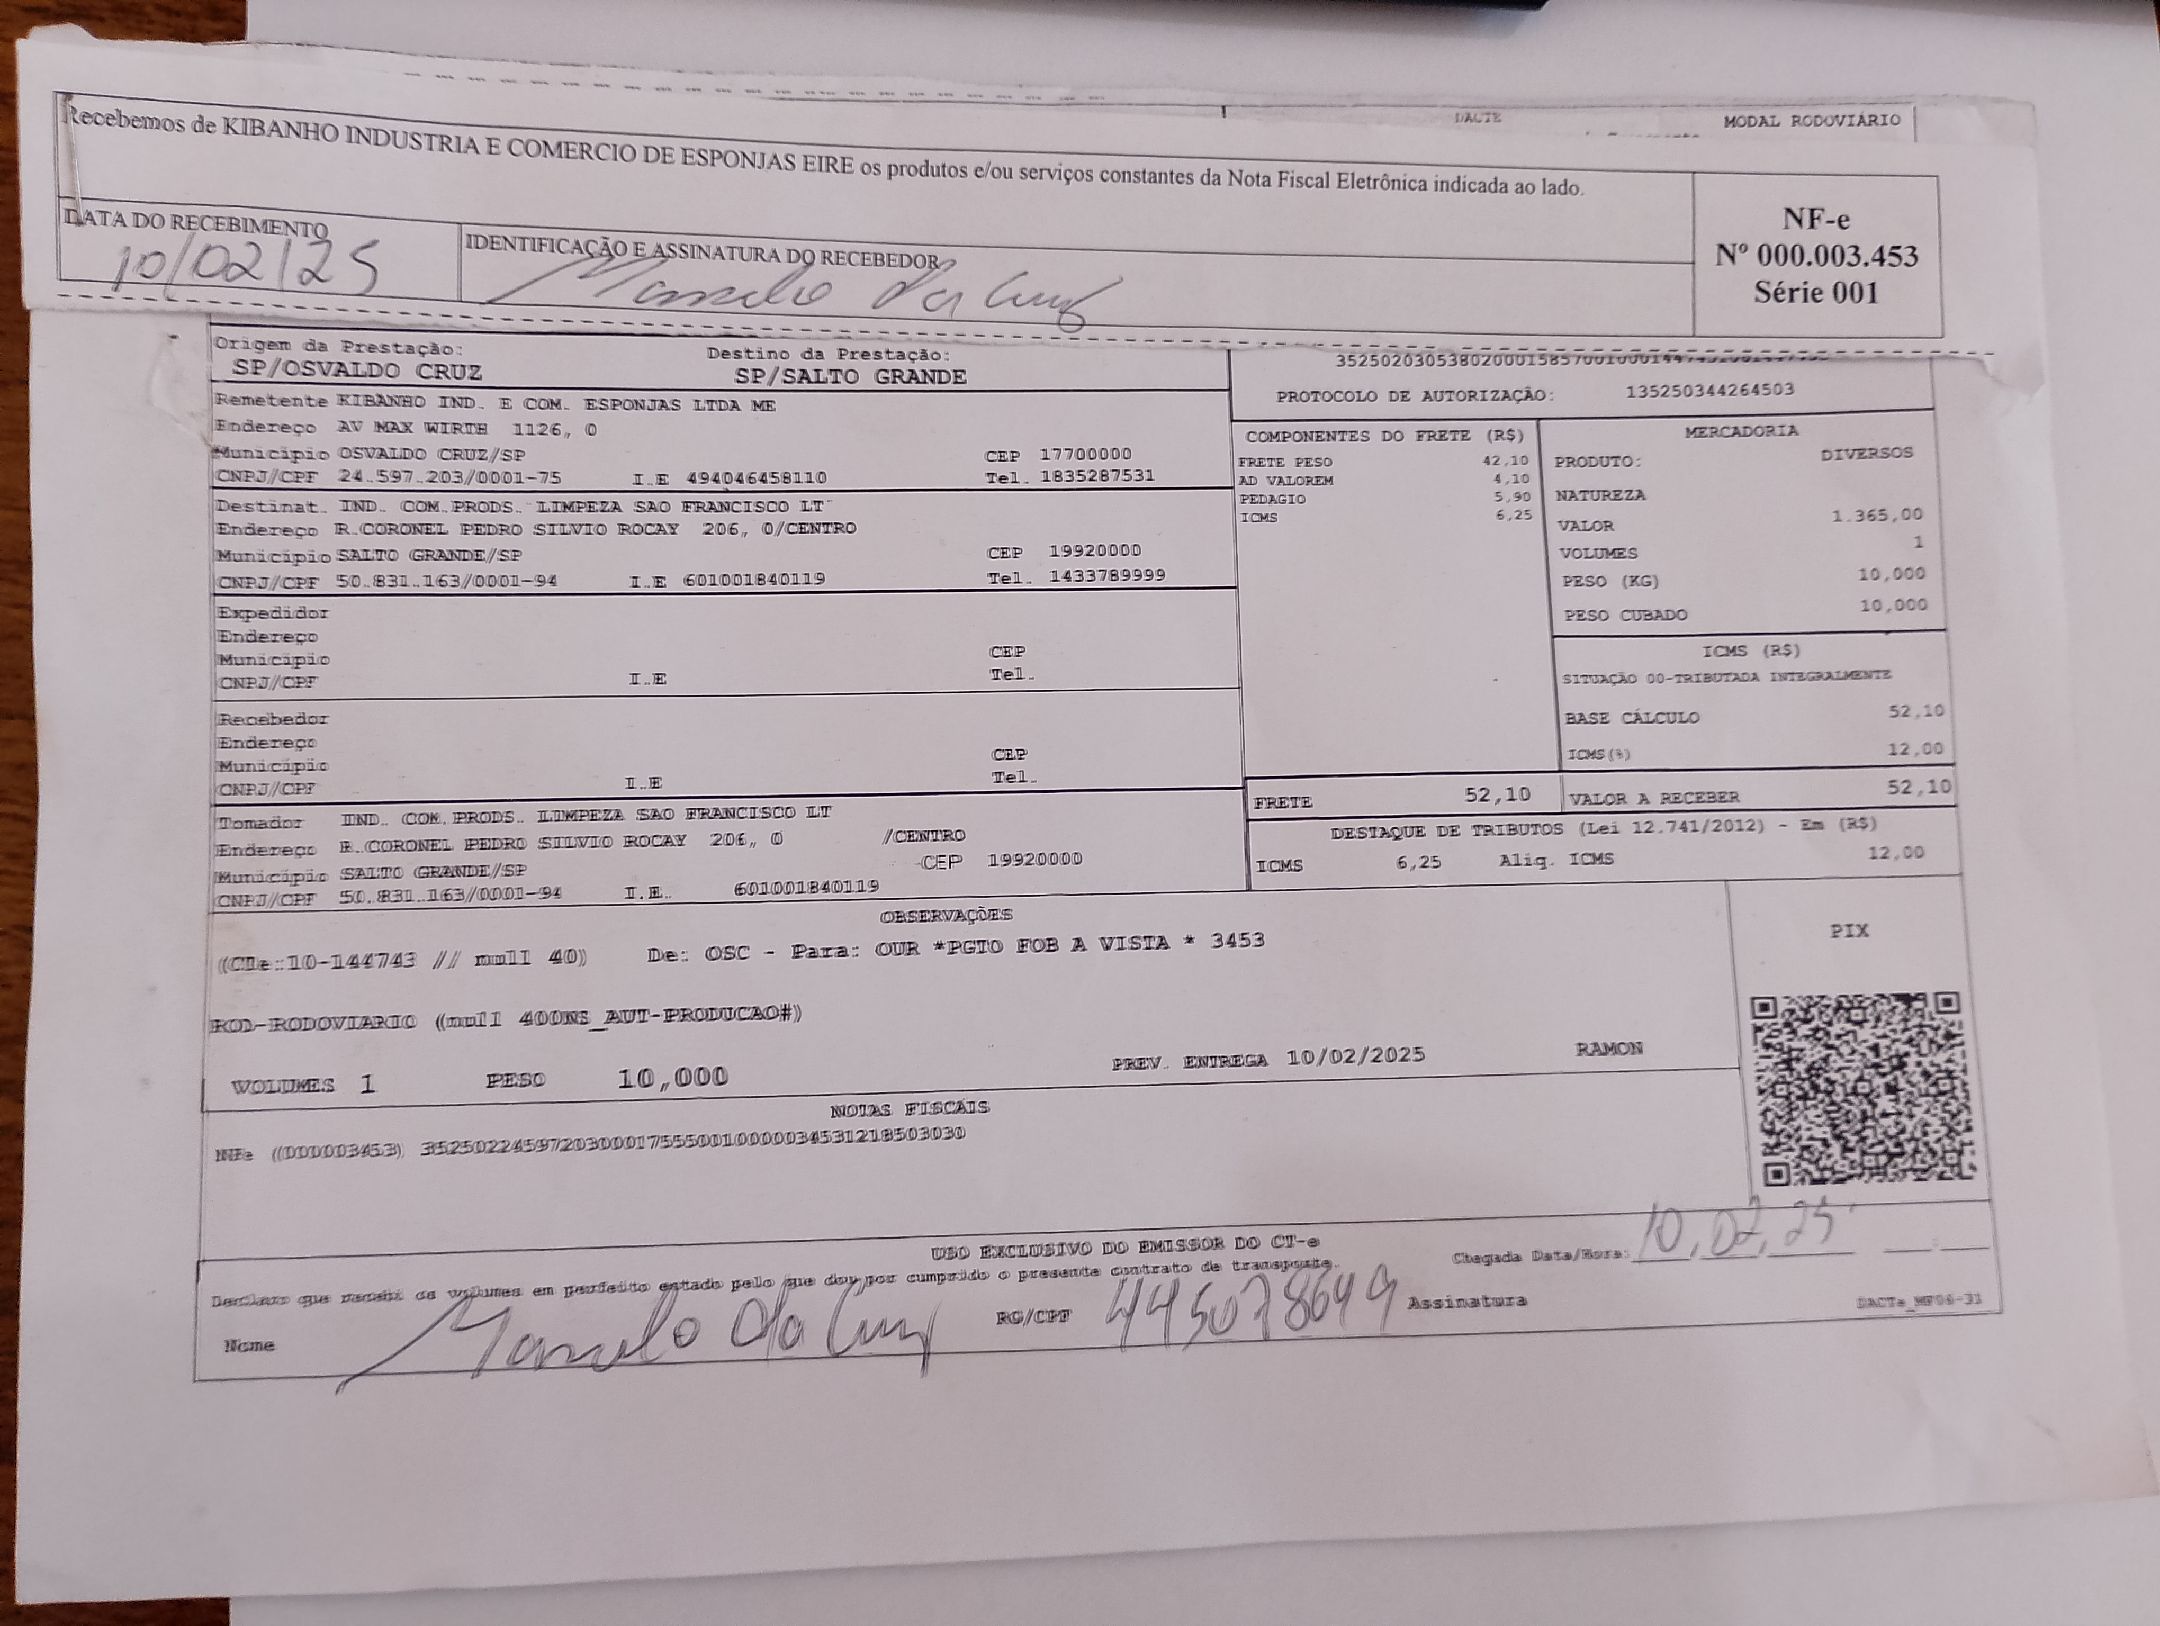 DACTE
MODAL RODOVIÁRIO
Recebemos de KIBANHO INDUSTRIA E COMERCIO DE ESPONJAS EIRE os produtos e/ou serviços constantes da Nota Fiscal Eletrônica indicada ao lado.
DATA DO RECEBIMENTO
10/02/25
IDENTIFICAÇÃO E ASSINATURA DO RECEBEDOR
Marcelo da Cruz
NF-e
Nº 000.003.453
Série 001
Origem da Prestação: Destino da Prestação:
SP/OSVALDO CRUZ SP/SALTO GRANDE
Remetente KIBANHO IND. E COM. ESPONJAS LTDA ME
Endereço AV MAX WIRTH 1126, 0
Município OSVALDO CRUZ/SP CEP 17700000
CNPJ/CPF 24.597.203/0001-75 I.E 494046458110 Tel. 1835287531
Destinat. IND. COM.PRODS. LIMPEZA SAO FRANCISCO LT
Endereço R.CORONEL PEDRO SILVIO ROCAY 206, 0/CENTRO
Município SALTO GRANDE/SP CEP 19920000
CNPJ/CPF 50.831.163/0001-94 I.E 601001840119 Tel. 1433789999
Expedidor
Endereço
Município CEP
CNPJ/CPF I.E Tel.
Recebedor
Endereço
Município CEP
CNPJ/CPF I.E Tel.
Tomador IND. COM.PRODS. LIMPEZA SAO FRANCISCO LT
Endereço R.CORONEL PEDRO SILVIO ROCAY 206, 0 /CENTRO
Município SALTO GRANDE/SP CEP 19920000
CNPJ/CPF 50.831.163/0001-94 I.E. 601001840119
PROTOCOLO DE AUTORIZAÇÃO: 135250344264503
COMPONENTES DO FRETE (R$)
FRETE PESO 42,10
AD VALOREM 4,10
PEDAGIO 5,90
ICMS 6,25
MERCADORIA
PRODUTO: DIVERSOS
NATUREZA
VALOR 1.365,00
VOLUMES 1
PESO (KG) 10,000
PESO CUBADO 10,000
ICMS (R$)
SITUAÇÃO 00-TRIBUTADA INTEGRALMENTE
BASE CÁLCULO 52,10
ICMS(%) 12,00
FRETE 52,10 VALOR A RECEBER 52,10
DESTAQUE DE TRIBUTOS (Lei 12.741/2012) - Em (R$)
ICMS 6,25 Aliq. ICMS 12,00
OBSERVAÇÕES
(CTe:10-144743 // null 40) De: OSC - Para: OUR *PGTO FOB A VISTA * 3453
ROD-RODOVIARIO (null 400NS_AUT-PRODUCAO#)
VOLUMES 1 PESO 10,000 PREV. ENTREGA 10/02/2025 RAMON
PIX
NOTAS FISCAIS
NFe (000003453) 35250224597203000175550010000034531218503030
USO EXCLUSIVO DO EMISSOR DO CT-e
Chegada Data/Hora: 10,02,25
Declaro que recebi os volumes em perfeito estado pelo que dou por cumprido o presente contrato de transporte.
Nome Marcelo da Cruz RG/CPF 445078649 Assinatura
DACTe_MF06-31